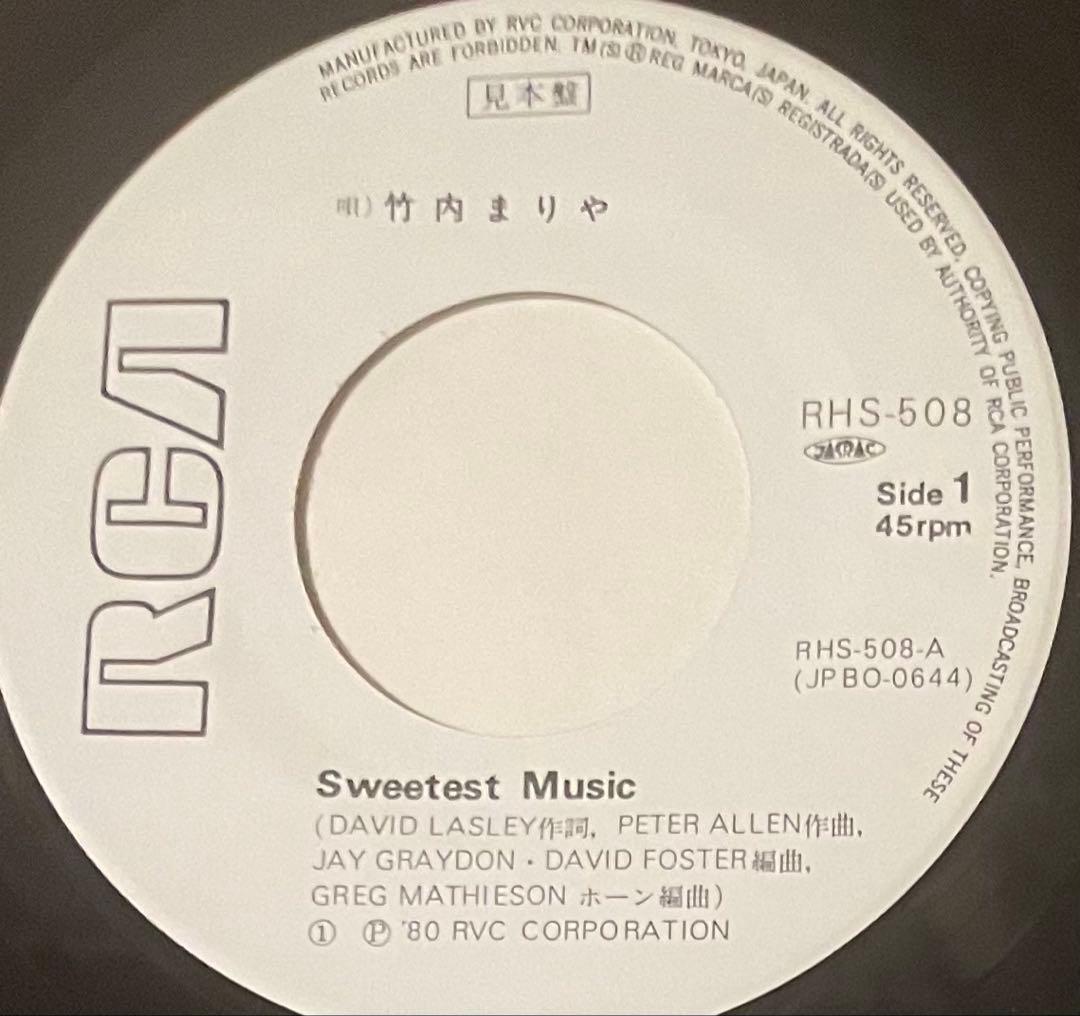 MANUFACTURED BY RVC CORPORATION, TOKYO, JAPAN. ALL RIGHTS RESERVED, COPYING PUBLIC PERFORMANCE, BROADCASTING OF THESE
RECORDS ARE FORBIDDEN. TM(S)®REG MARCA(S) REGISTRADA(S) USED BY AUTHORITY OF RCA CORPORATION.
見本盤
唄) 竹内まりや
RCA
RHS-508
JASRAC
Side 1
45rpm
RHS-508-A
(JPBO-0644)
Sweetest Music
(DAVID LASLEY作詞, PETER ALLEN作曲,
JAY GRAYDON・DAVID FOSTER編曲,
GREG MATHIESON ホーン編曲)
① Ⓟ '80 RVC CORPORATION